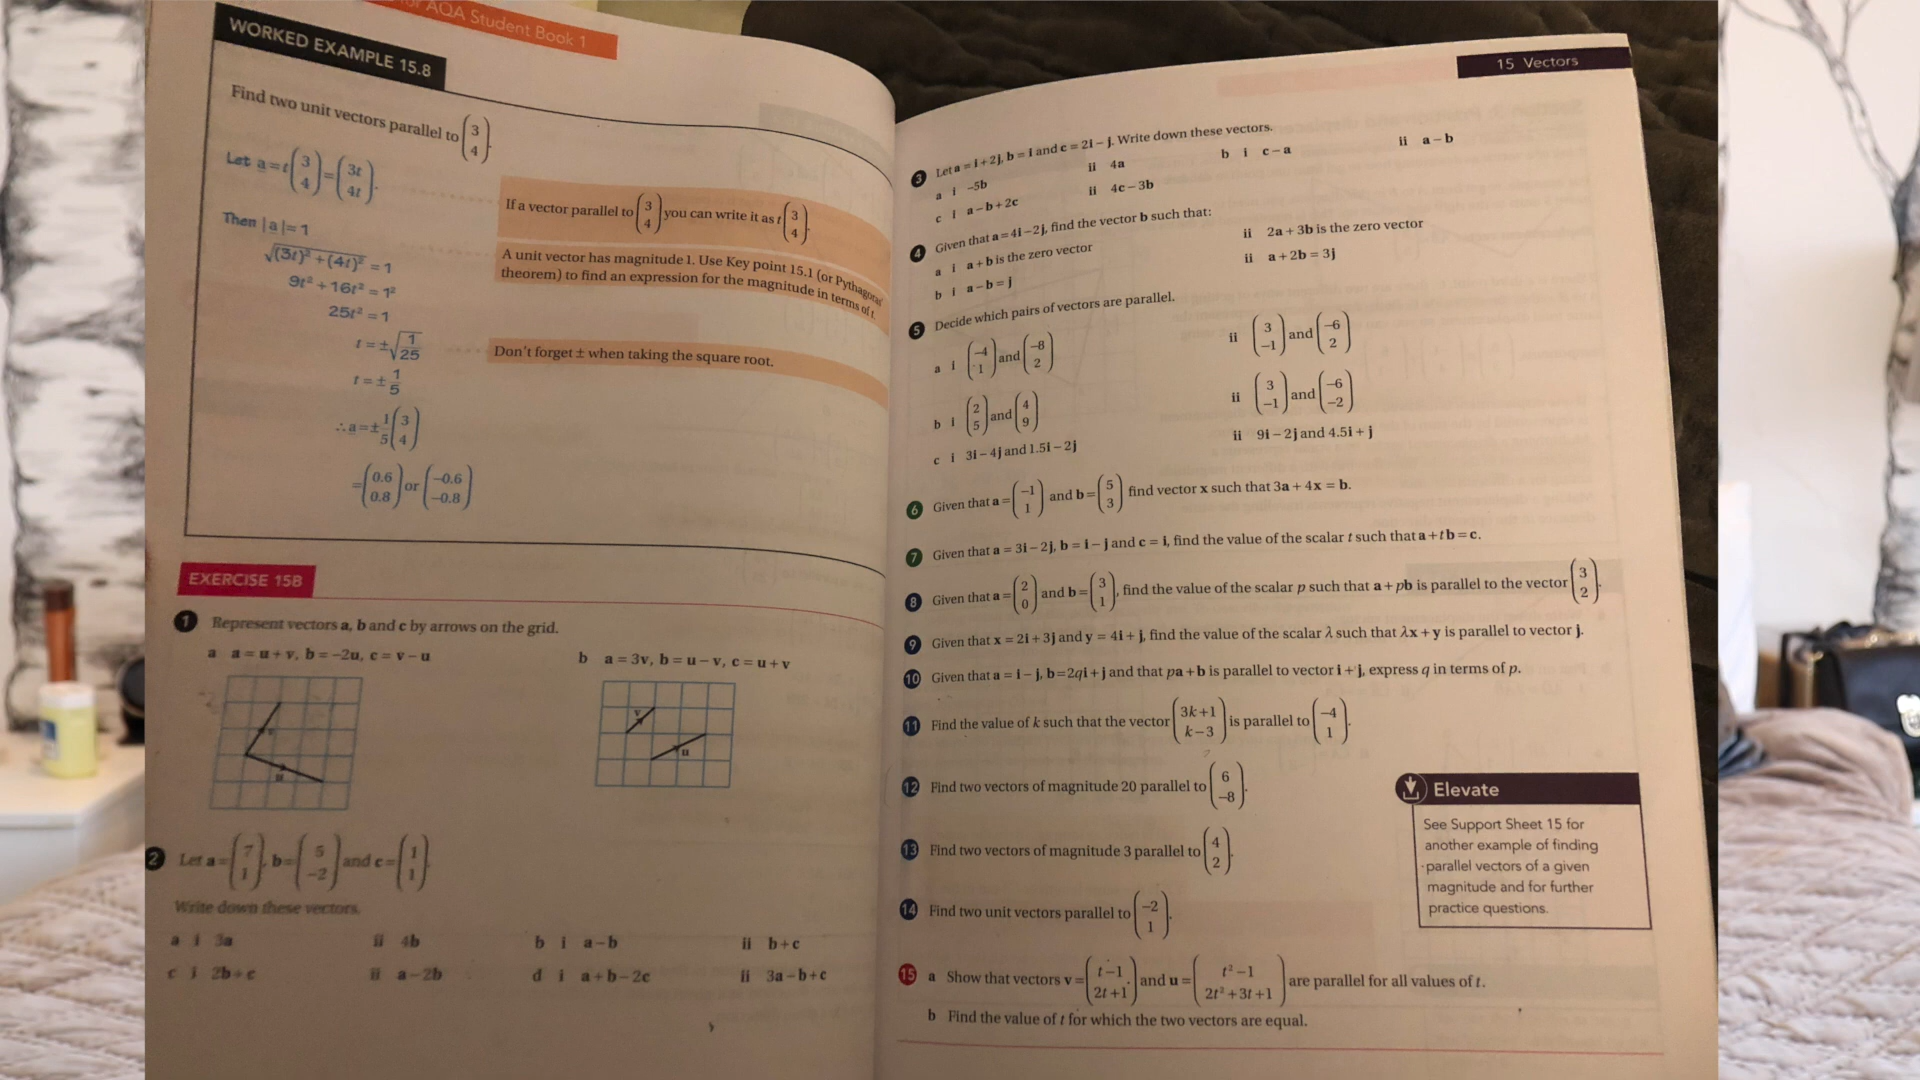 for AQA Student Book 1
WORKED EXAMPLE 15.8
Find two unit vectors parallel to (3 4).
Let a = t(3 4) = (3t 4t).
If a vector parallel to (3 4) you can write it as t(3 4).
Then |a| = 1
√(3t)² + (4t)² = 1
A unit vector has magnitude 1. Use Key point 15.1 (or Pythagoras'
theorem) to find an expression for the magnitude in terms of t.
9t² + 16t² = 1²
25t² = 1
t = ±√1/25
Don't forget ± when taking the square root.
t = ± 1/5
∴ a = ± 1/5 (3 4)
= (0.6 0.8) or (−0.6 −0.8)
EXERCISE 15B
1 Represent vectors a, b and c by arrows on the grid.
a a = u + v, b = −2u, c = v − u
b a = 3v, b = u − v, c = u + v
v
u
v
u
2 Let a = (7 1), b = (5 −2) and c = (1 1)
Write down these vectors.
a i 3a ii 4b b i a − b ii b + c
c i 2b + c ii a − 2b d i a + b − 2c ii 3a − b + c
15 Vectors
3 Let a = i + 2j, b = i and c = 2i − j. Write down these vectors.
a i −5b ii 4a b i c − a ii a − b
c i a − b + 2c ii 4c − 3b
4 Given that a = 4i − 2j, find the vector b such that:
a i a + b is the zero vector ii 2a + 3b is the zero vector
b i a − b = j ii a + 2b = 3j
5 Decide which pairs of vectors are parallel.
a i (−4 1) and (−8 2) ii (3 −1) and (−6 2)
b i (2 5) and (4 9) ii (3 −1) and (−6 −2)
c i 3i − 4j and 1.5i − 2j ii 9i − 2j and 4.5i + j
6 Given that a = (−1 1) and b = (5 3) find vector x such that 3a + 4x = b.
7 Given that a = 3i − 2j, b = i − j and c = i, find the value of the scalar t such that a + tb = c.
8 Given that a = (2 0) and b = (3 1), find the value of the scalar p such that a + pb is parallel to the vector (3 2).
9 Given that x = 2i + 3j and y = 4i + j, find the value of the scalar λ such that λx + y is parallel to vector j.
10 Given that a = i − j, b = 2qi + j and that pa + b is parallel to vector i + j, express q in terms of p.
11 Find the value of k such that the vector (3k + 1 k − 3) is parallel to (−4 1).
12 Find two vectors of magnitude 20 parallel to (6 −8).
13 Find two vectors of magnitude 3 parallel to (4 2).
14 Find two unit vectors parallel to (−2 1).
15 a Show that vectors v = (t − 1 2t + 1) and u = (t² − 1 2t² + 3t + 1) are parallel for all values of t.
b Find the value of t for which the two vectors are equal.
Elevate
See Support Sheet 15 for
another example of finding
parallel vectors of a given
magnitude and for further
practice questions.